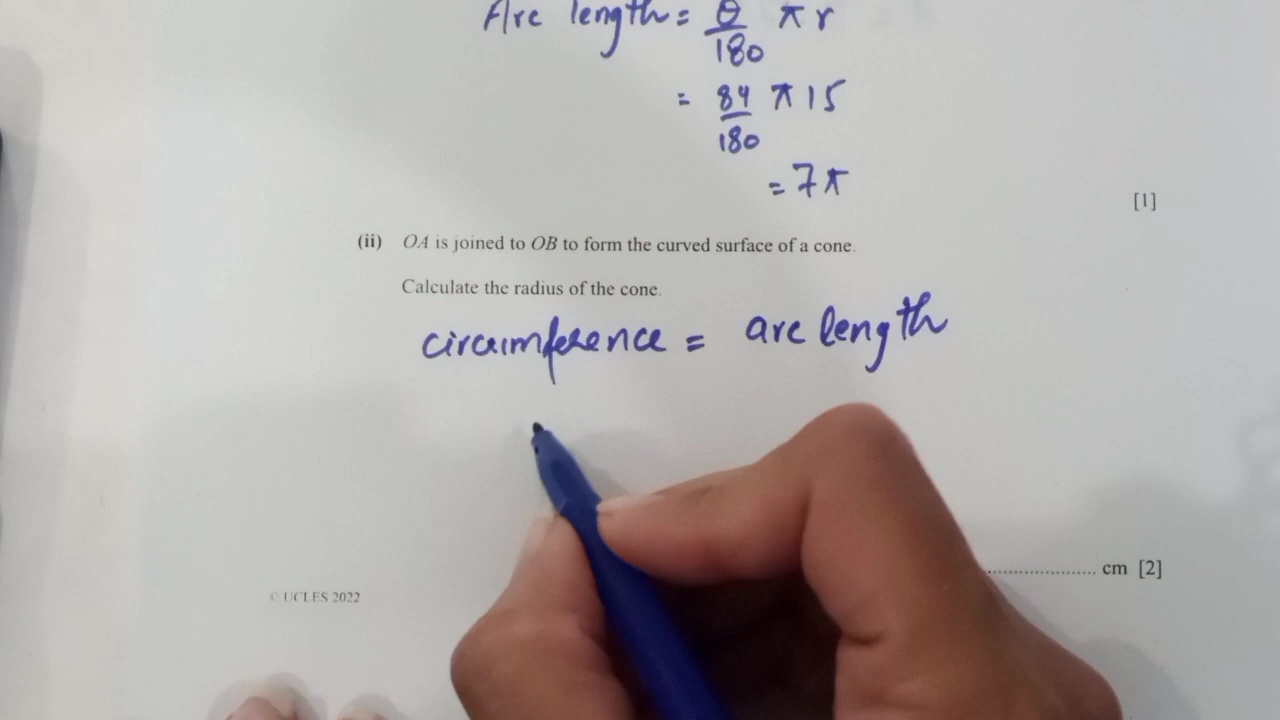 Arc length = θ/180 π r
= 84/180 π 15
= 7π
[1]
(ii) OA is joined to OB to form the curved surface of a cone.
Calculate the radius of the cone.
circumference = arc length
.................... cm [2]
© UCLES 2022